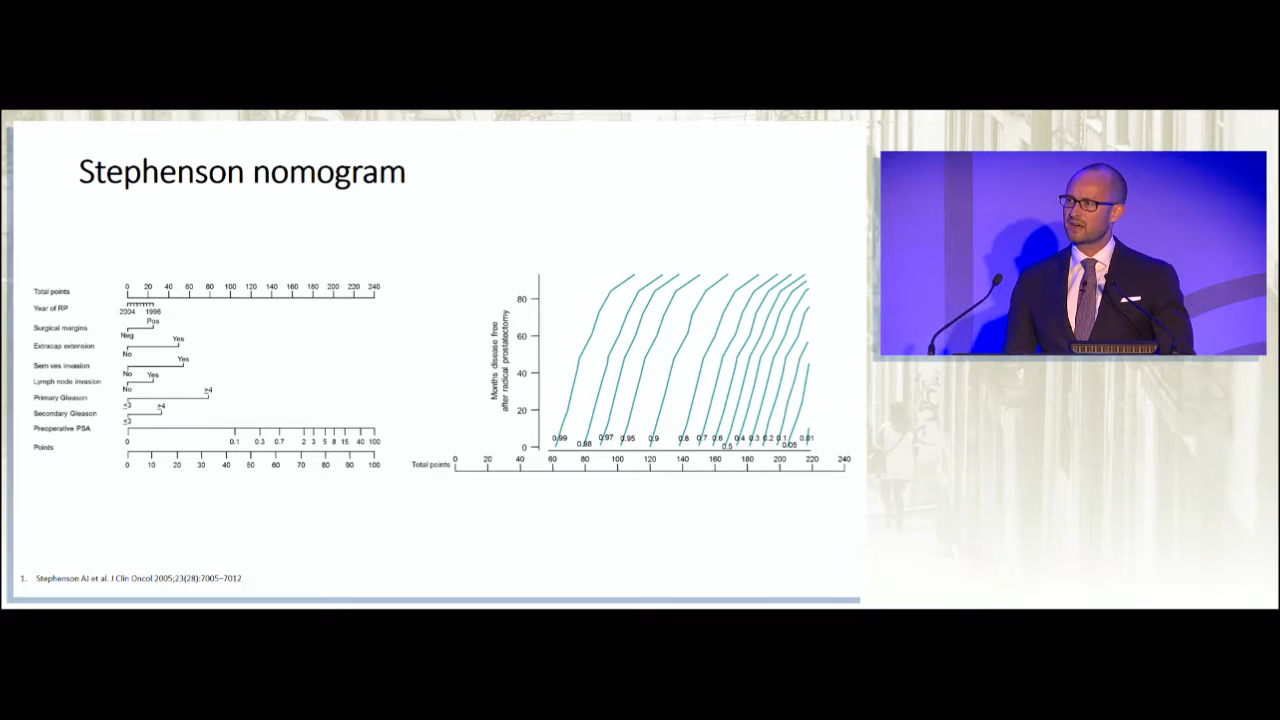 Stephenson nomogram
Total points
0 20 40 60 80 100 120 140 160 180 200 220 240
Year of RP
2004 1996
Surgical margins
Pos
Neg
Extracap extension
Yes
No
Sem ves invasion
Yes
No
Lymph node invasion
Yes
No
Primary Gleason
≥4
≤3
Secondary Gleason
≥4
≤3
Preoperative PSA
0 0.1 0.3 0.7 2 3 5 8 15 40 100
Points
0 10 20 30 40 50 60 70 80 90 100
Months disease free
after radical prostatectomy
80
60
40
20
0
0.99 0.98 0.97 0.95 0.9 0.8 0.7 0.6 0.5 0.4 0.3 0.2 0.1 0.05 0.01
Total points
0 20 40 60 80 100 120 140 160 180 200 220 240
1. Stephenson AJ et al. J Clin Oncol 2005;23(28):7005–7012